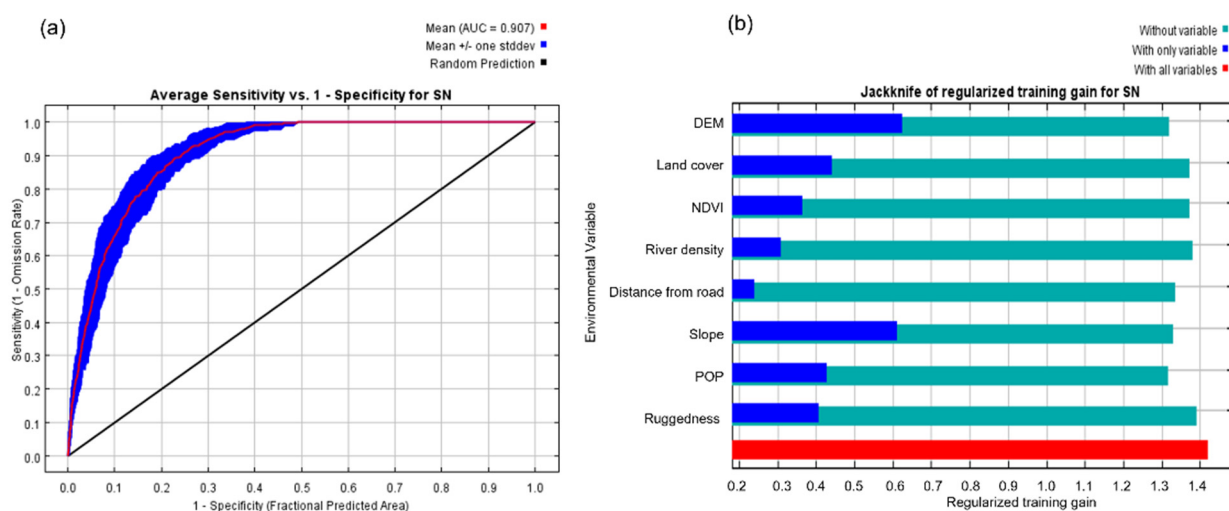 (a)
Mean (AUC = 0.907)
Mean +/- one stddev
Random Prediction
Average Sensitivity vs. 1 - Specificity for SN
Sensitivity (1 - Omission Rate)
1.0
0.9
0.8
0.7
0.6
0.5
0.4
0.3
0.2
0.1
0.0
0.0 0.1 0.2 0.3 0.4 0.5 0.6 0.7 0.8 0.9 1.0
1 - Specificity (Fractional Predicted Area)
(b)
Without variable
With only variable
With all variables
Jackknife of regularized training gain for SN
Environmental Variable
DEM
Land cover
NDVI
River density
Distance from road
Slope
POP
Ruggedness
0.2 0.3 0.4 0.5 0.6 0.7 0.8 0.9 1.0 1.1 1.2 1.3 1.4
Regularized training gain